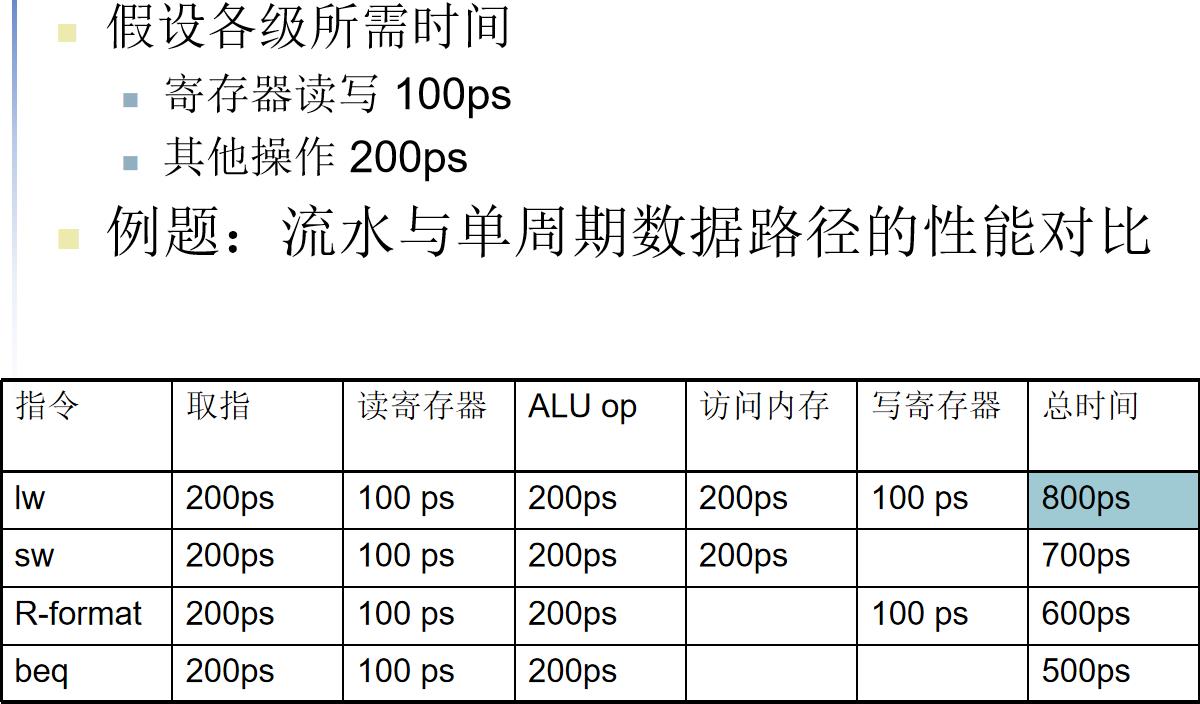 假设各级所需时间
寄存器读写 100ps
其他操作 200ps
例题：流水与单周期数据路径的性能对比
指令 取指 读寄存器 ALU op 访问内存 写寄存器 总时间
lw 200ps 100 ps 200ps 200ps 100 ps 800ps
sw 200ps 100 ps 200ps 200ps 700ps
R-format 200ps 100 ps 200ps 100 ps 600ps
beq 200ps 100 ps 200ps 500ps